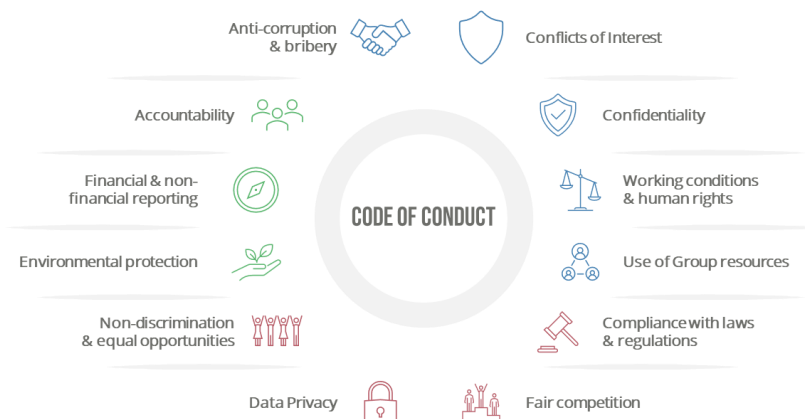 Anti-corruption
& bribery
Conflicts of Interest
Accountability
Confidentiality
Financial & non-
financial reporting
Working conditions
& human rights
CODE OF CONDUCT
Environmental protection
Use of Group resources
Non-discrimination
& equal opportunities
Compliance with laws
& regulations
Data Privacy
Fair competition